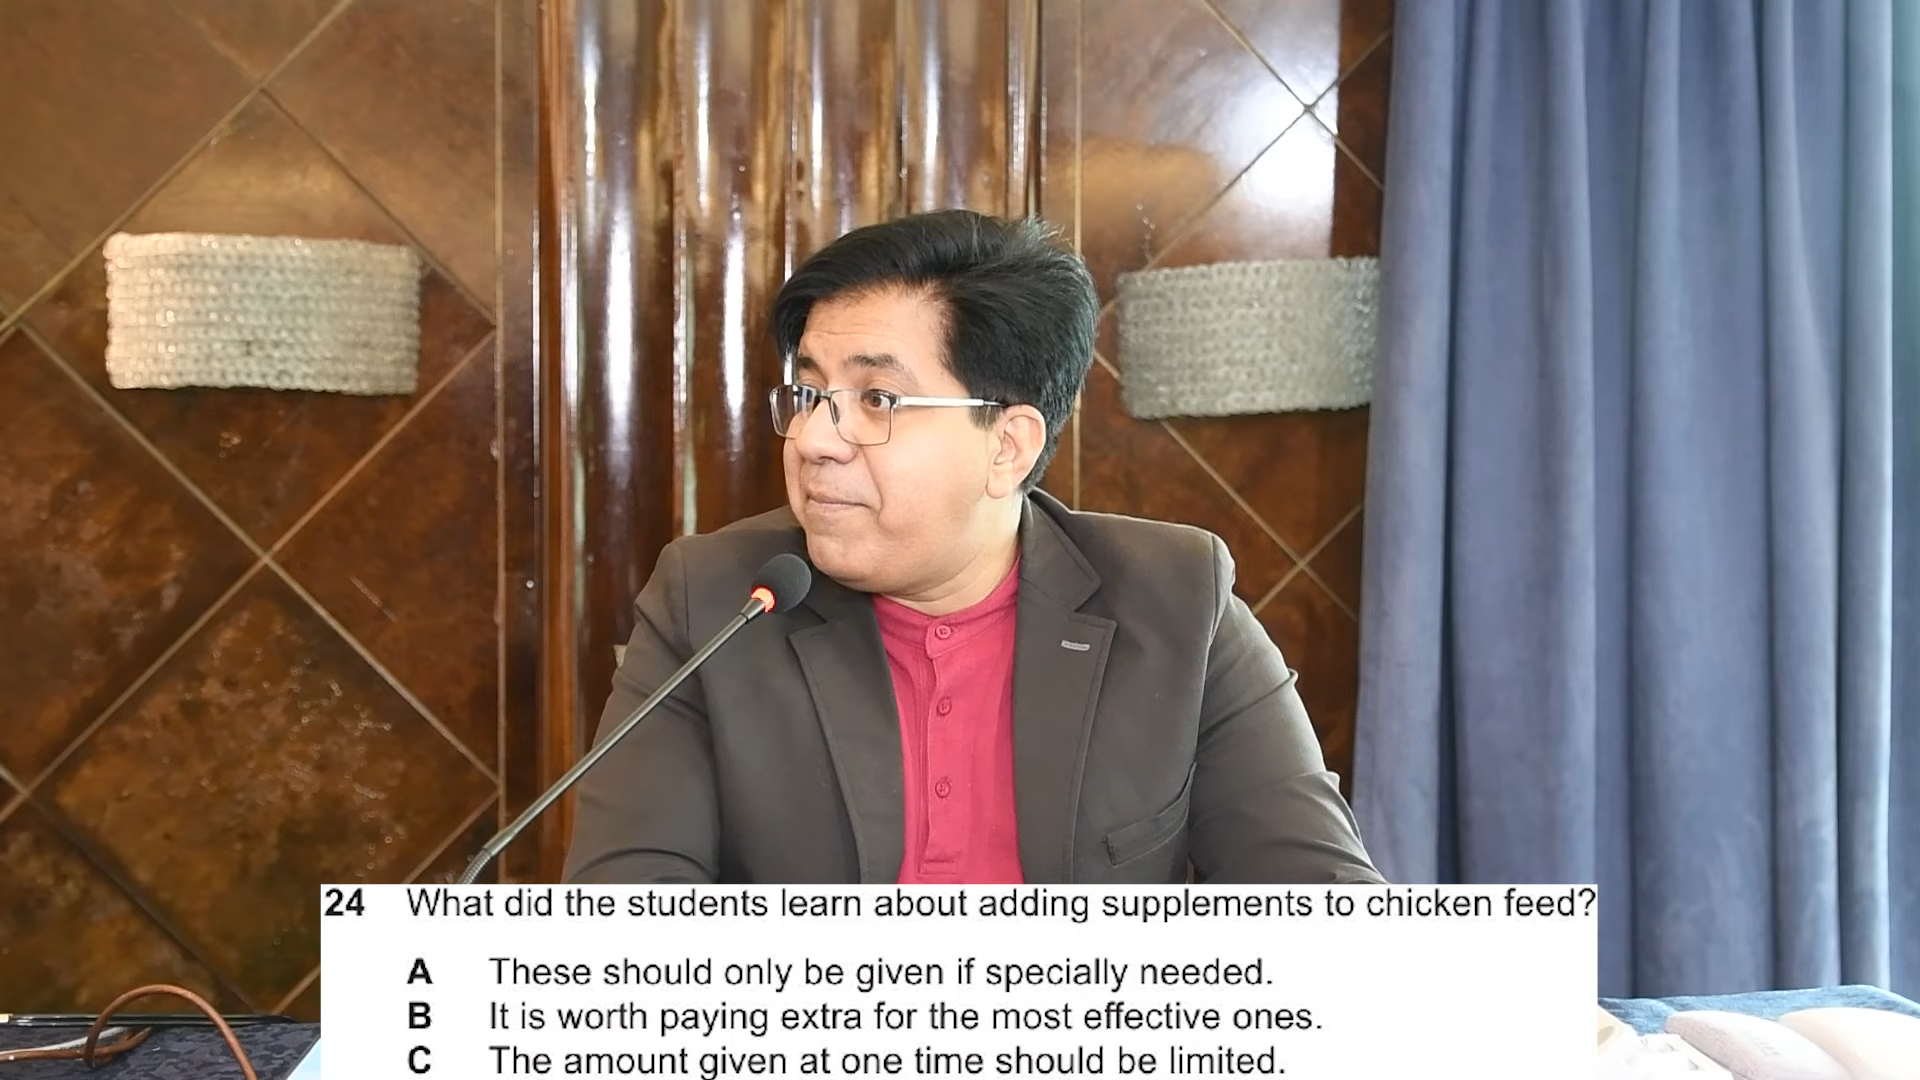 24 What did the students learn about adding supplements to chicken feed?
A These should only be given if specially needed.
B It is worth paying extra for the most effective ones.
C The amount given at one time should be limited.